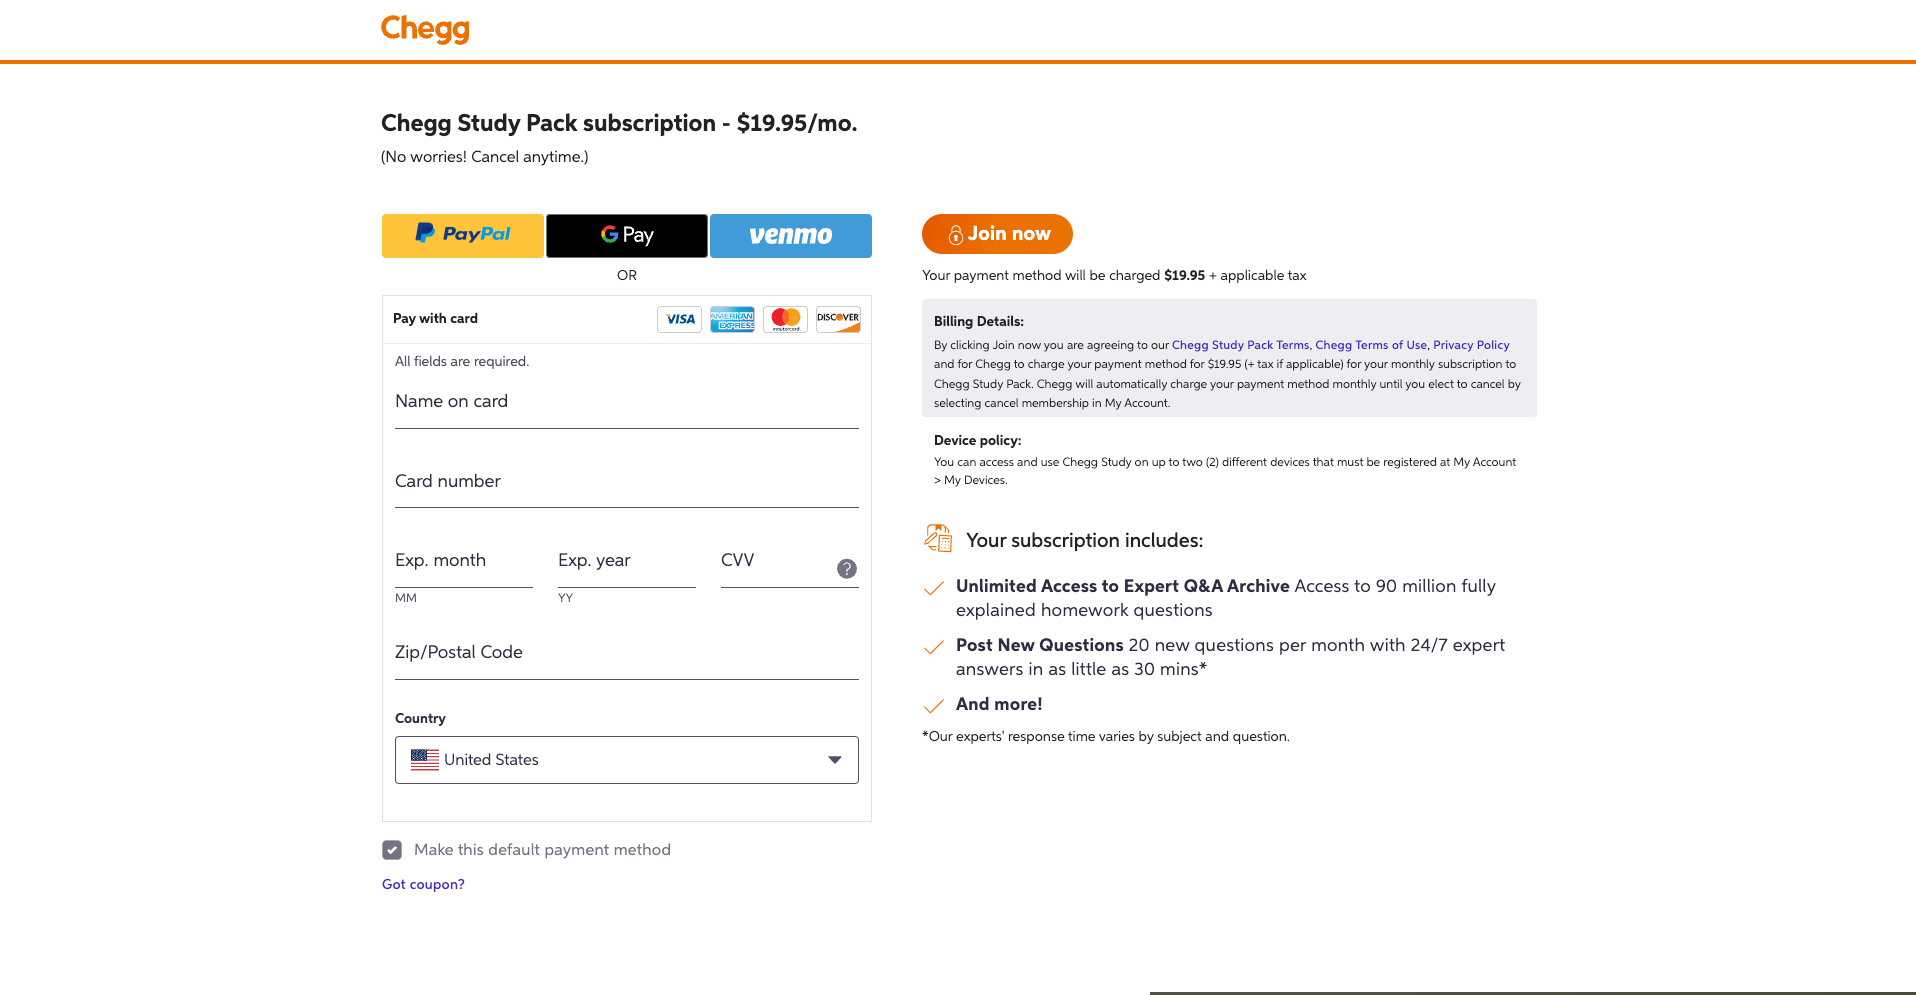 Chegg
Chegg Study Pack subscription - $19.95/mo.
(No worries! Cancel anytime.)
PayPal
G Pay
venmo
OR
Pay with card
VISA
AMERICAN EXPRESS
mastercard
DISCOVER
All fields are required.
Name on card
Card number
Exp. month
Exp. year
CVV
?
MM
YY
Zip/Postal Code
Country
United States
Make this default payment method
Got coupon?
Join now
Your payment method will be charged $19.95 + applicable tax
Billing Details:
By clicking Join now you are agreeing to our Chegg Study Pack Terms, Chegg Terms of Use, Privacy Policy
and for Chegg to charge your payment method for $19.95 (+ tax if applicable) for your monthly subscription to
Chegg Study Pack. Chegg will automatically charge your payment method monthly until you elect to cancel by
selecting cancel membership in My Account.
Device policy:
You can access and use Chegg Study on up to two (2) different devices that must be registered at My Account
> My Devices.
Your subscription includes:
Unlimited Access to Expert Q&A Archive Access to 90 million fully
explained homework questions
Post New Questions 20 new questions per month with 24/7 expert
answers in as little as 30 mins*
And more!
*Our experts' response time varies by subject and question.